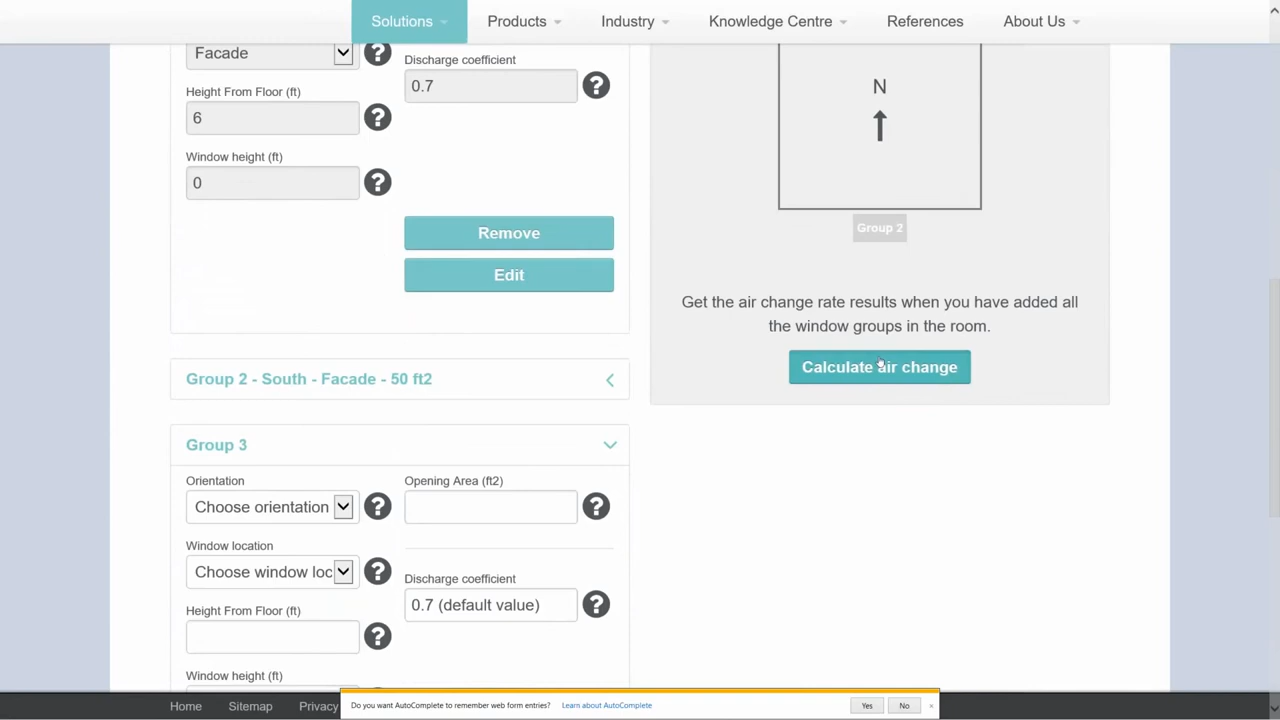 Solutions Products Industry Knowledge Centre References About Us
Facade
Discharge coefficient
0.7
Height From Floor (ft)
6
Window height (ft)
0
Remove
Edit
N
Group 2
Get the air change rate results when you have added all
the window groups in the room.
Calculate air change
Group 2 - South - Facade - 50 ft2
Group 3
Orientation
Choose orientation
Opening Area (ft2)
Window location
Choose window loc
Discharge coefficient
0.7 (default value)
Height From Floor (ft)
Window height (ft)
Home Sitemap Privacy
Do you want AutoComplete to remember web form entries? Learn about AutoComplete Yes No ×